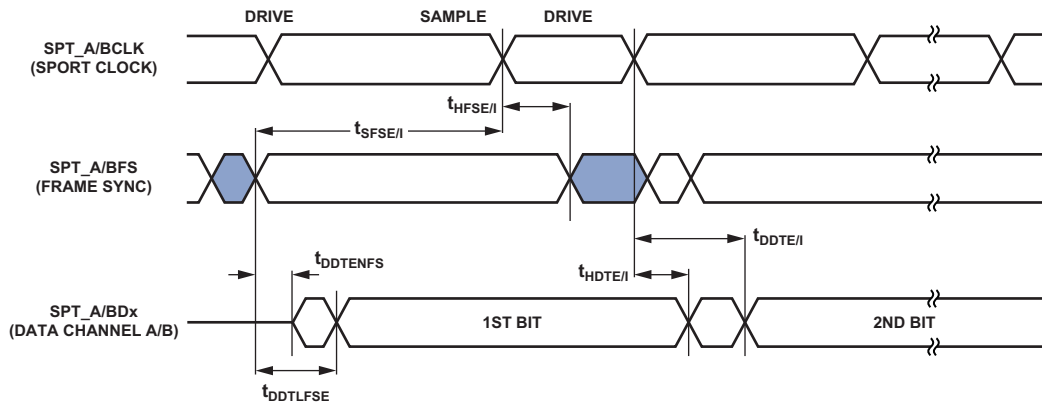 DRIVE SAMPLE DRIVE
SPT_A/BCLK
(SPORT CLOCK)
tHFSE/I
tSFSE/I
SPT_A/BFS
(FRAME SYNC)
tDDTE/I
tDDTENFS
tHDTE/I
SPT_A/BDx
(DATA CHANNEL A/B)
1ST BIT 2ND BIT
tDDTLFSE